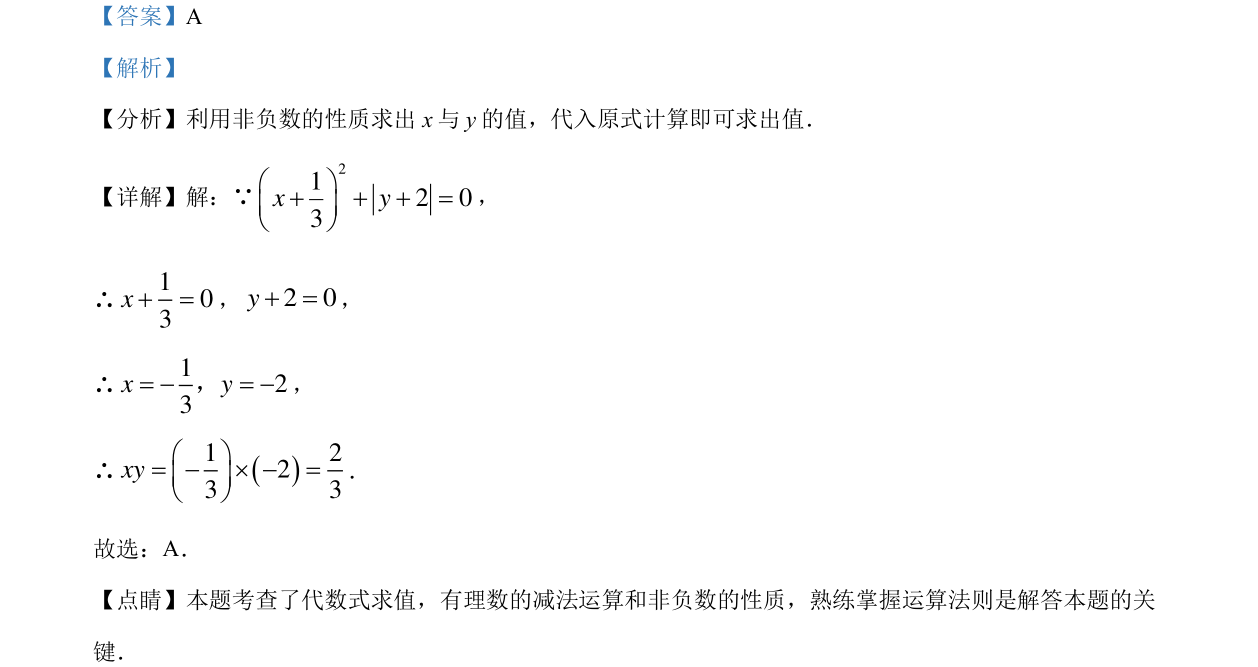 【答案】A
【解析】
【分析】利用非负数的性质求出 x 与 y 的值，代入原式计算即可求出值．
【详解】解：∵(x+1/3)²+|y+2|=0，
∴x+1/3=0，y+2=0，
∴x=−1/3，y=−2，
∴xy=(−1/3)×(−2)=2/3．
故选：A．
【点睛】本题考查了代数式求值，有理数的减法运算和非负数的性质，熟练掌握运算法则是解答本题的关
键．